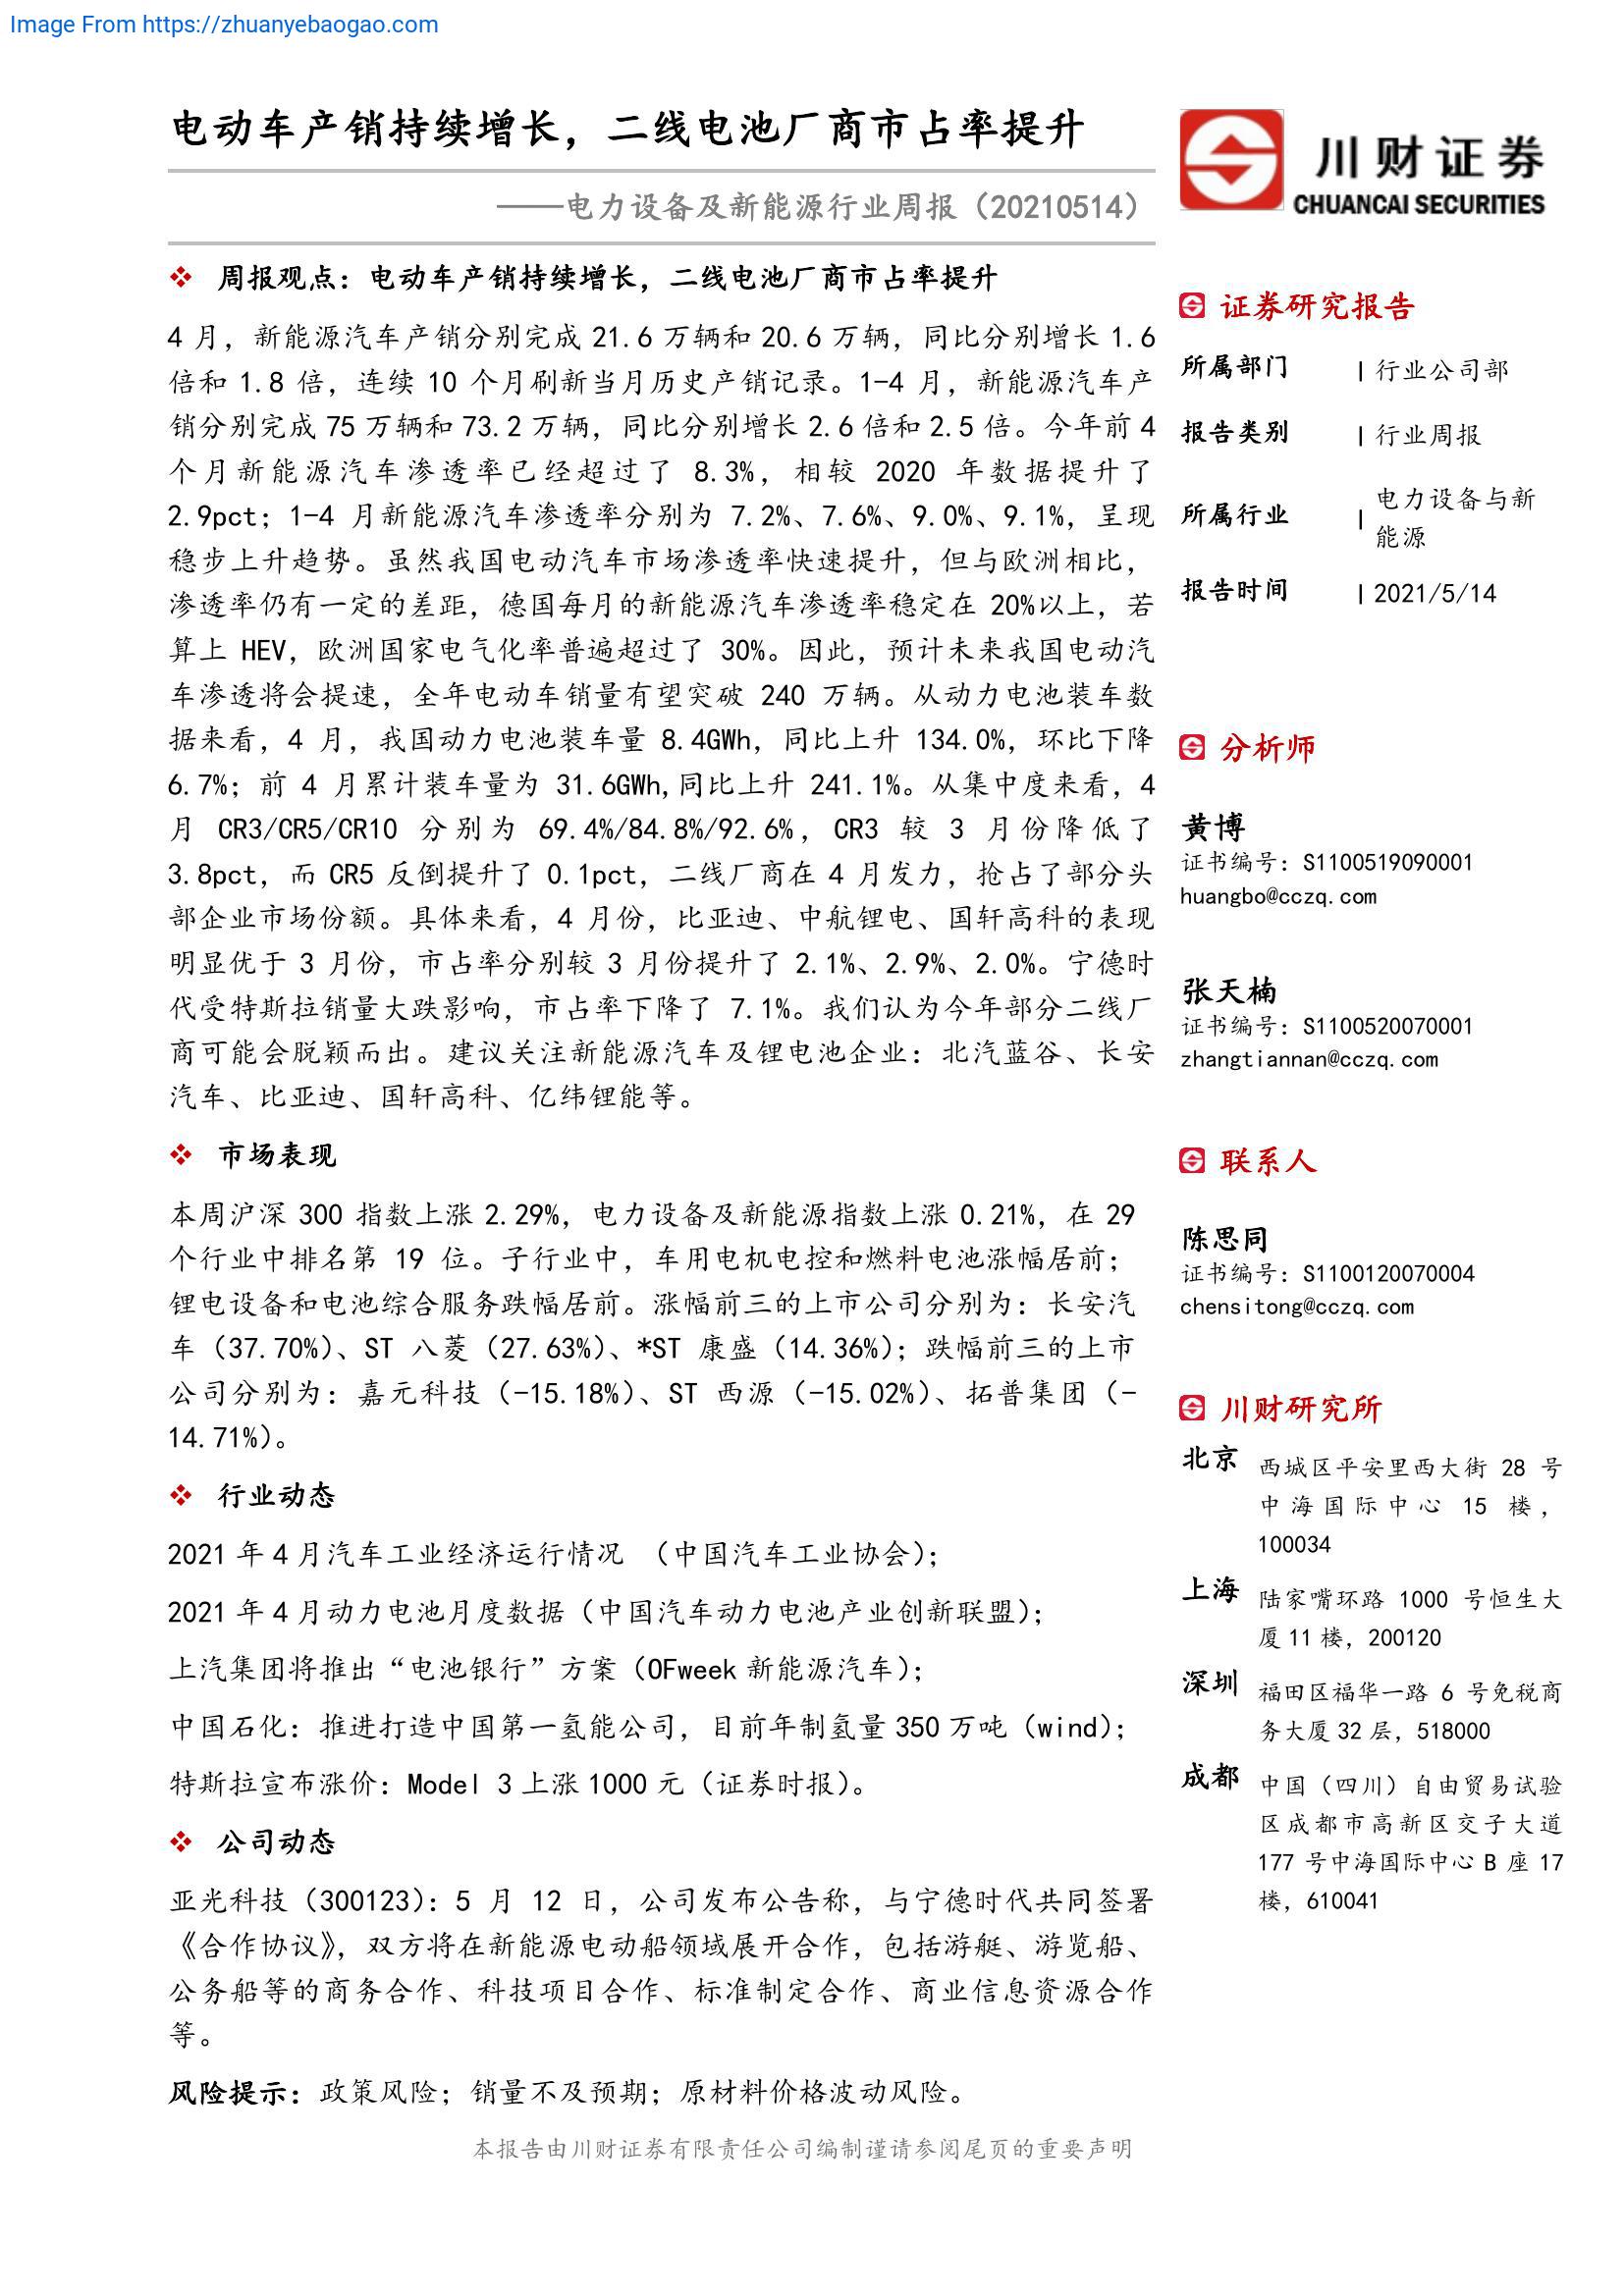 Image From https://zhuanyebaogao.com
电动车产销持续增长，二线电池厂商市占率提升
——电力设备及新能源行业周报（20210514）
川财证券
CHUANCAI SECURITIES
周报观点：电动车产销持续增长，二线电池厂商市占率提升
4 月，新能源汽车产销分别完成 21.6 万辆和 20.6 万辆，同比分别增长 1.6
倍和 1.8 倍，连续 10 个月刷新当月历史产销记录。1-4 月，新能源汽车产
销分别完成 75 万辆和 73.2 万辆，同比分别增长 2.6 倍和 2.5 倍。今年前 4
个月新能源汽车渗透率已经超过了 8.3%，相较 2020 年数据提升了
2.9pct；1-4 月新能源汽车渗透率分别为 7.2%、7.6%、9.0%、9.1%，呈现
稳步上升趋势。虽然我国电动汽车市场渗透率快速提升，但与欧洲相比，
渗透率仍有一定的差距，德国每月的新能源汽车渗透率稳定在 20%以上，若
算上 HEV，欧洲国家电气化率普遍超过了 30%。因此，预计未来我国电动汽
车渗透将会提速，全年电动车销量有望突破 240 万辆。从动力电池装车数
据来看，4 月，我国动力电池装车量 8.4GWh，同比上升 134.0%，环比下降
6.7%；前 4 月累计装车量为 31.6GWh,同比上升 241.1%。从集中度来看，4
月 CR3/CR5/CR10 分别为 69.4%/84.8%/92.6%，CR3 较 3 月份降低了
3.8pct，而 CR5 反倒提升了 0.1pct，二线厂商在 4 月发力，抢占了部分头
部企业市场份额。具体来看，4 月份，比亚迪、中航锂电、国轩高科的表现
明显优于 3 月份，市占率分别较 3 月份提升了 2.1%、2.9%、2.0%。宁德时
代受特斯拉销量大跌影响，市占率下降了 7.1%。我们认为今年部分二线厂
商可能会脱颖而出。建议关注新能源汽车及锂电池企业：北汽蓝谷、长安
汽车、比亚迪、国轩高科、亿纬锂能等。
市场表现
本周沪深 300 指数上涨 2.29%，电力设备及新能源指数上涨 0.21%，在 29
个行业中排名第 19 位。子行业中，车用电机电控和燃料电池涨幅居前；
锂电设备和电池综合服务跌幅居前。涨幅前三的上市公司分别为：长安汽
车（37.70%）、ST 八菱（27.63%）、*ST 康盛（14.36%）；跌幅前三的上市
公司分别为：嘉元科技（-15.18%）、ST 西源（-15.02%）、拓普集团（-
14.71%）。
行业动态
2021 年 4 月汽车工业经济运行情况 （中国汽车工业协会）；
2021 年 4 月动力电池月度数据（中国汽车动力电池产业创新联盟）；
上汽集团将推出“电池银行”方案（OFweek 新能源汽车）；
中国石化：推进打造中国第一氢能公司，目前年制氢量 350 万吨（wind）；
特斯拉宣布涨价：Model 3 上涨 1000 元（证券时报）。
公司动态
亚光科技（300123）：5 月 12 日，公司发布公告称，与宁德时代共同签署
《合作协议》，双方将在新能源电动船领域展开合作，包括游艇、游览船、
公务船等的商务合作、科技项目合作、标准制定合作、商业信息资源合作
等。
风险提示：政策风险；销量不及预期；原材料价格波动风险。
证券研究报告
所属部门 | 行业公司部
报告类别 | 行业周报
所属行业 | 电力设备与新
能源
报告时间 | 2021/5/14
分析师
黄博
证书编号：S1100519090001
huangbo@cczq.com
张天楠
证书编号：S1100520070001
zhangtiannan@cczq.com
联系人
陈思同
证书编号：S1100120070004
chensitong@cczq.com
川财研究所
北京 西城区平安里西大街 28 号
中海国际中心 15 楼，
100034
上海 陆家嘴环路 1000 号恒生大
厦 11 楼，200120
深圳 福田区福华一路 6 号免税商
务大厦 32 层，518000
成都 中国（四川）自由贸易试验
区成都市高新区交子大道
177 号中海国际中心 B 座 17
楼，610041
本报告由川财证券有限责任公司编制谨请参阅尾页的重要声明